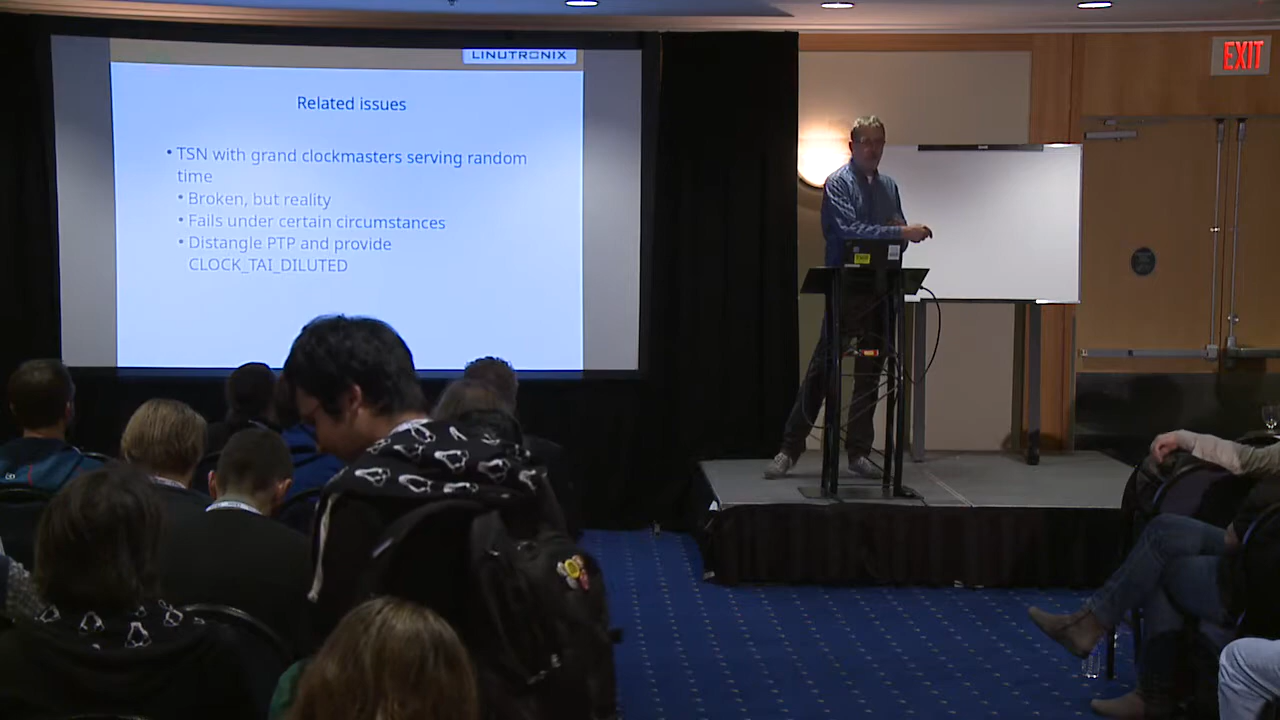 LINUTRONIX
Related issues
• TSN with grand clockmasters serving random
time
• Broken, but reality
• Fails under certain circumstances
• Distangle PTP and provide
CLOCK_TAI_DILUTED
EXIT